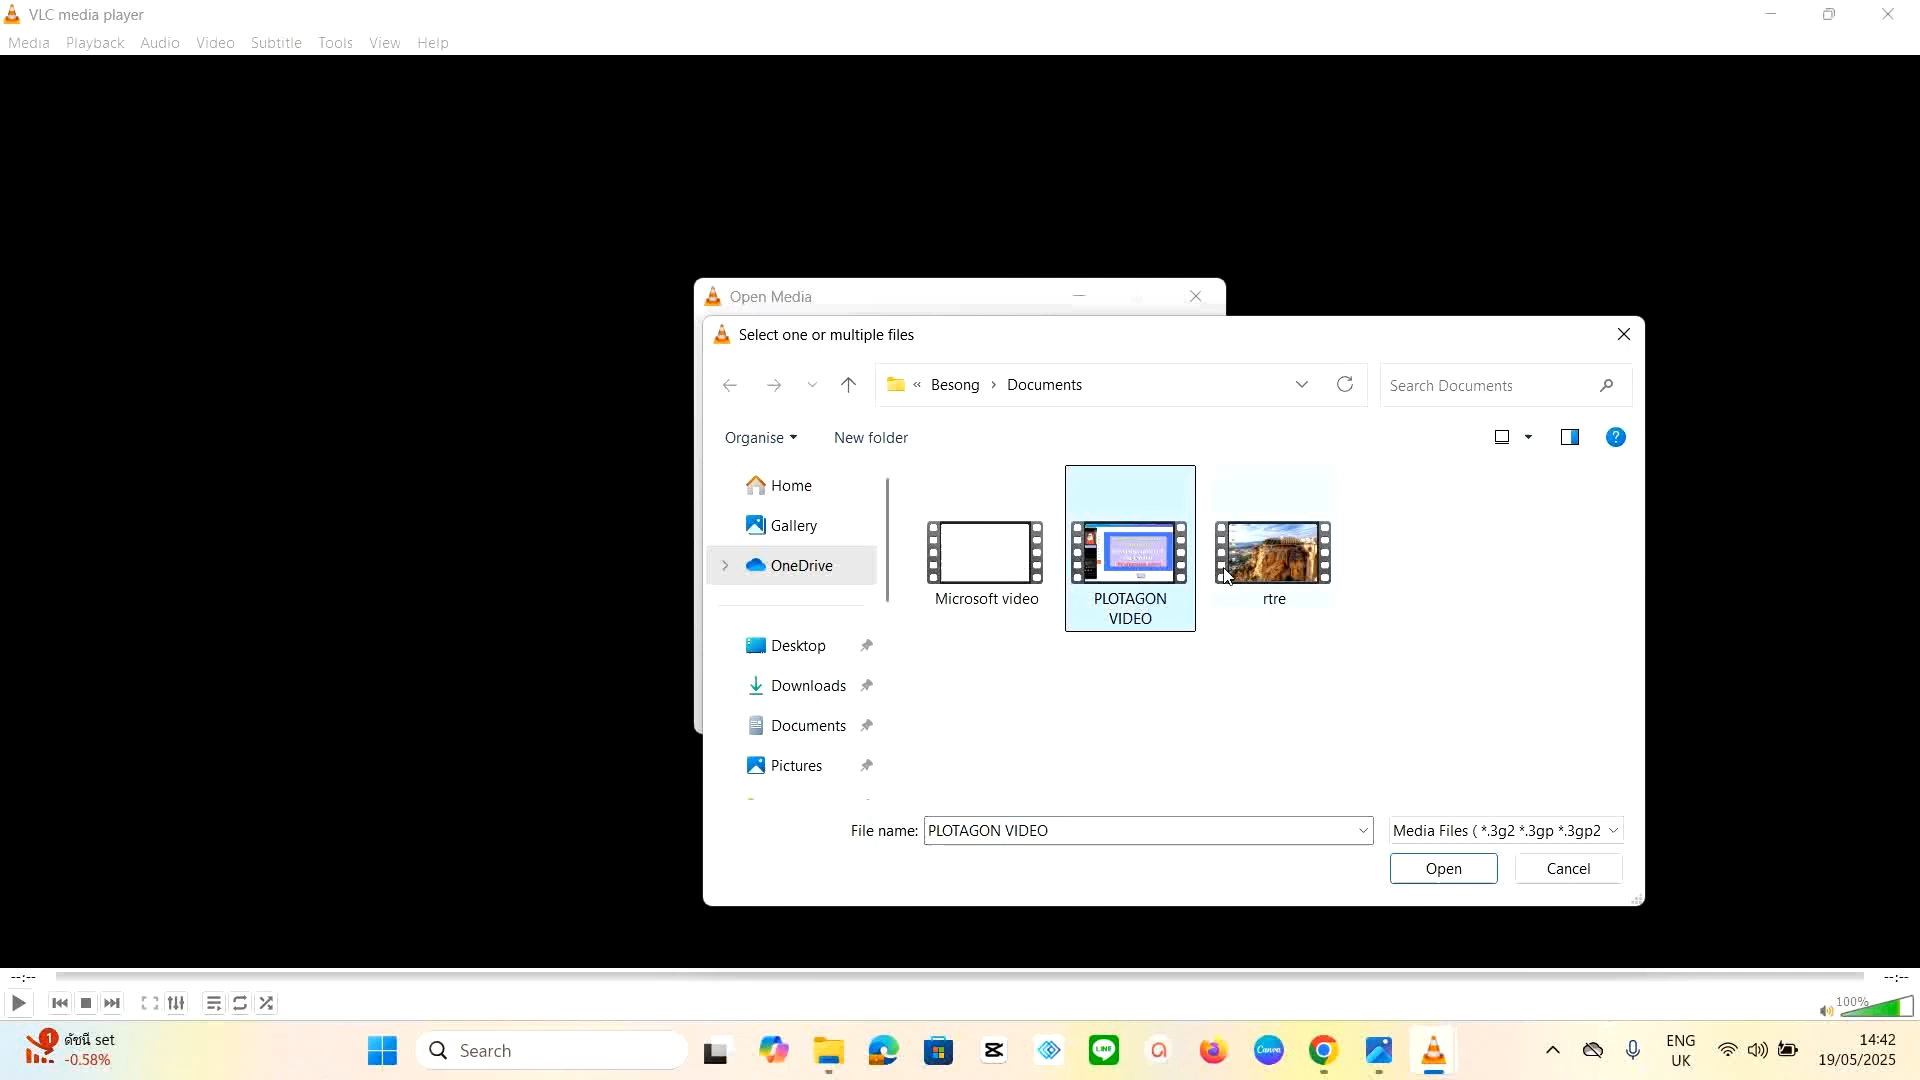 VLC media player
Media Playback Audio Video Subtitle Tools View Help
Open Media
Select one or multiple files
« Besong > Documents
Search Documents
Organise
New folder
Home
Gallery
OneDrive
Desktop
Downloads
Documents
Pictures
Microsoft video
PLOTAGON
VIDEO
rtre
File name: PLOTAGON VIDEO
Media Files ( *.3g2 *.3gp *.3gp2
Open
Cancel
--:--
--:--
100%
1
ดัชนี set
-0.58%
Search
LINE
Canva
ENG
UK
14:42
19/05/2025